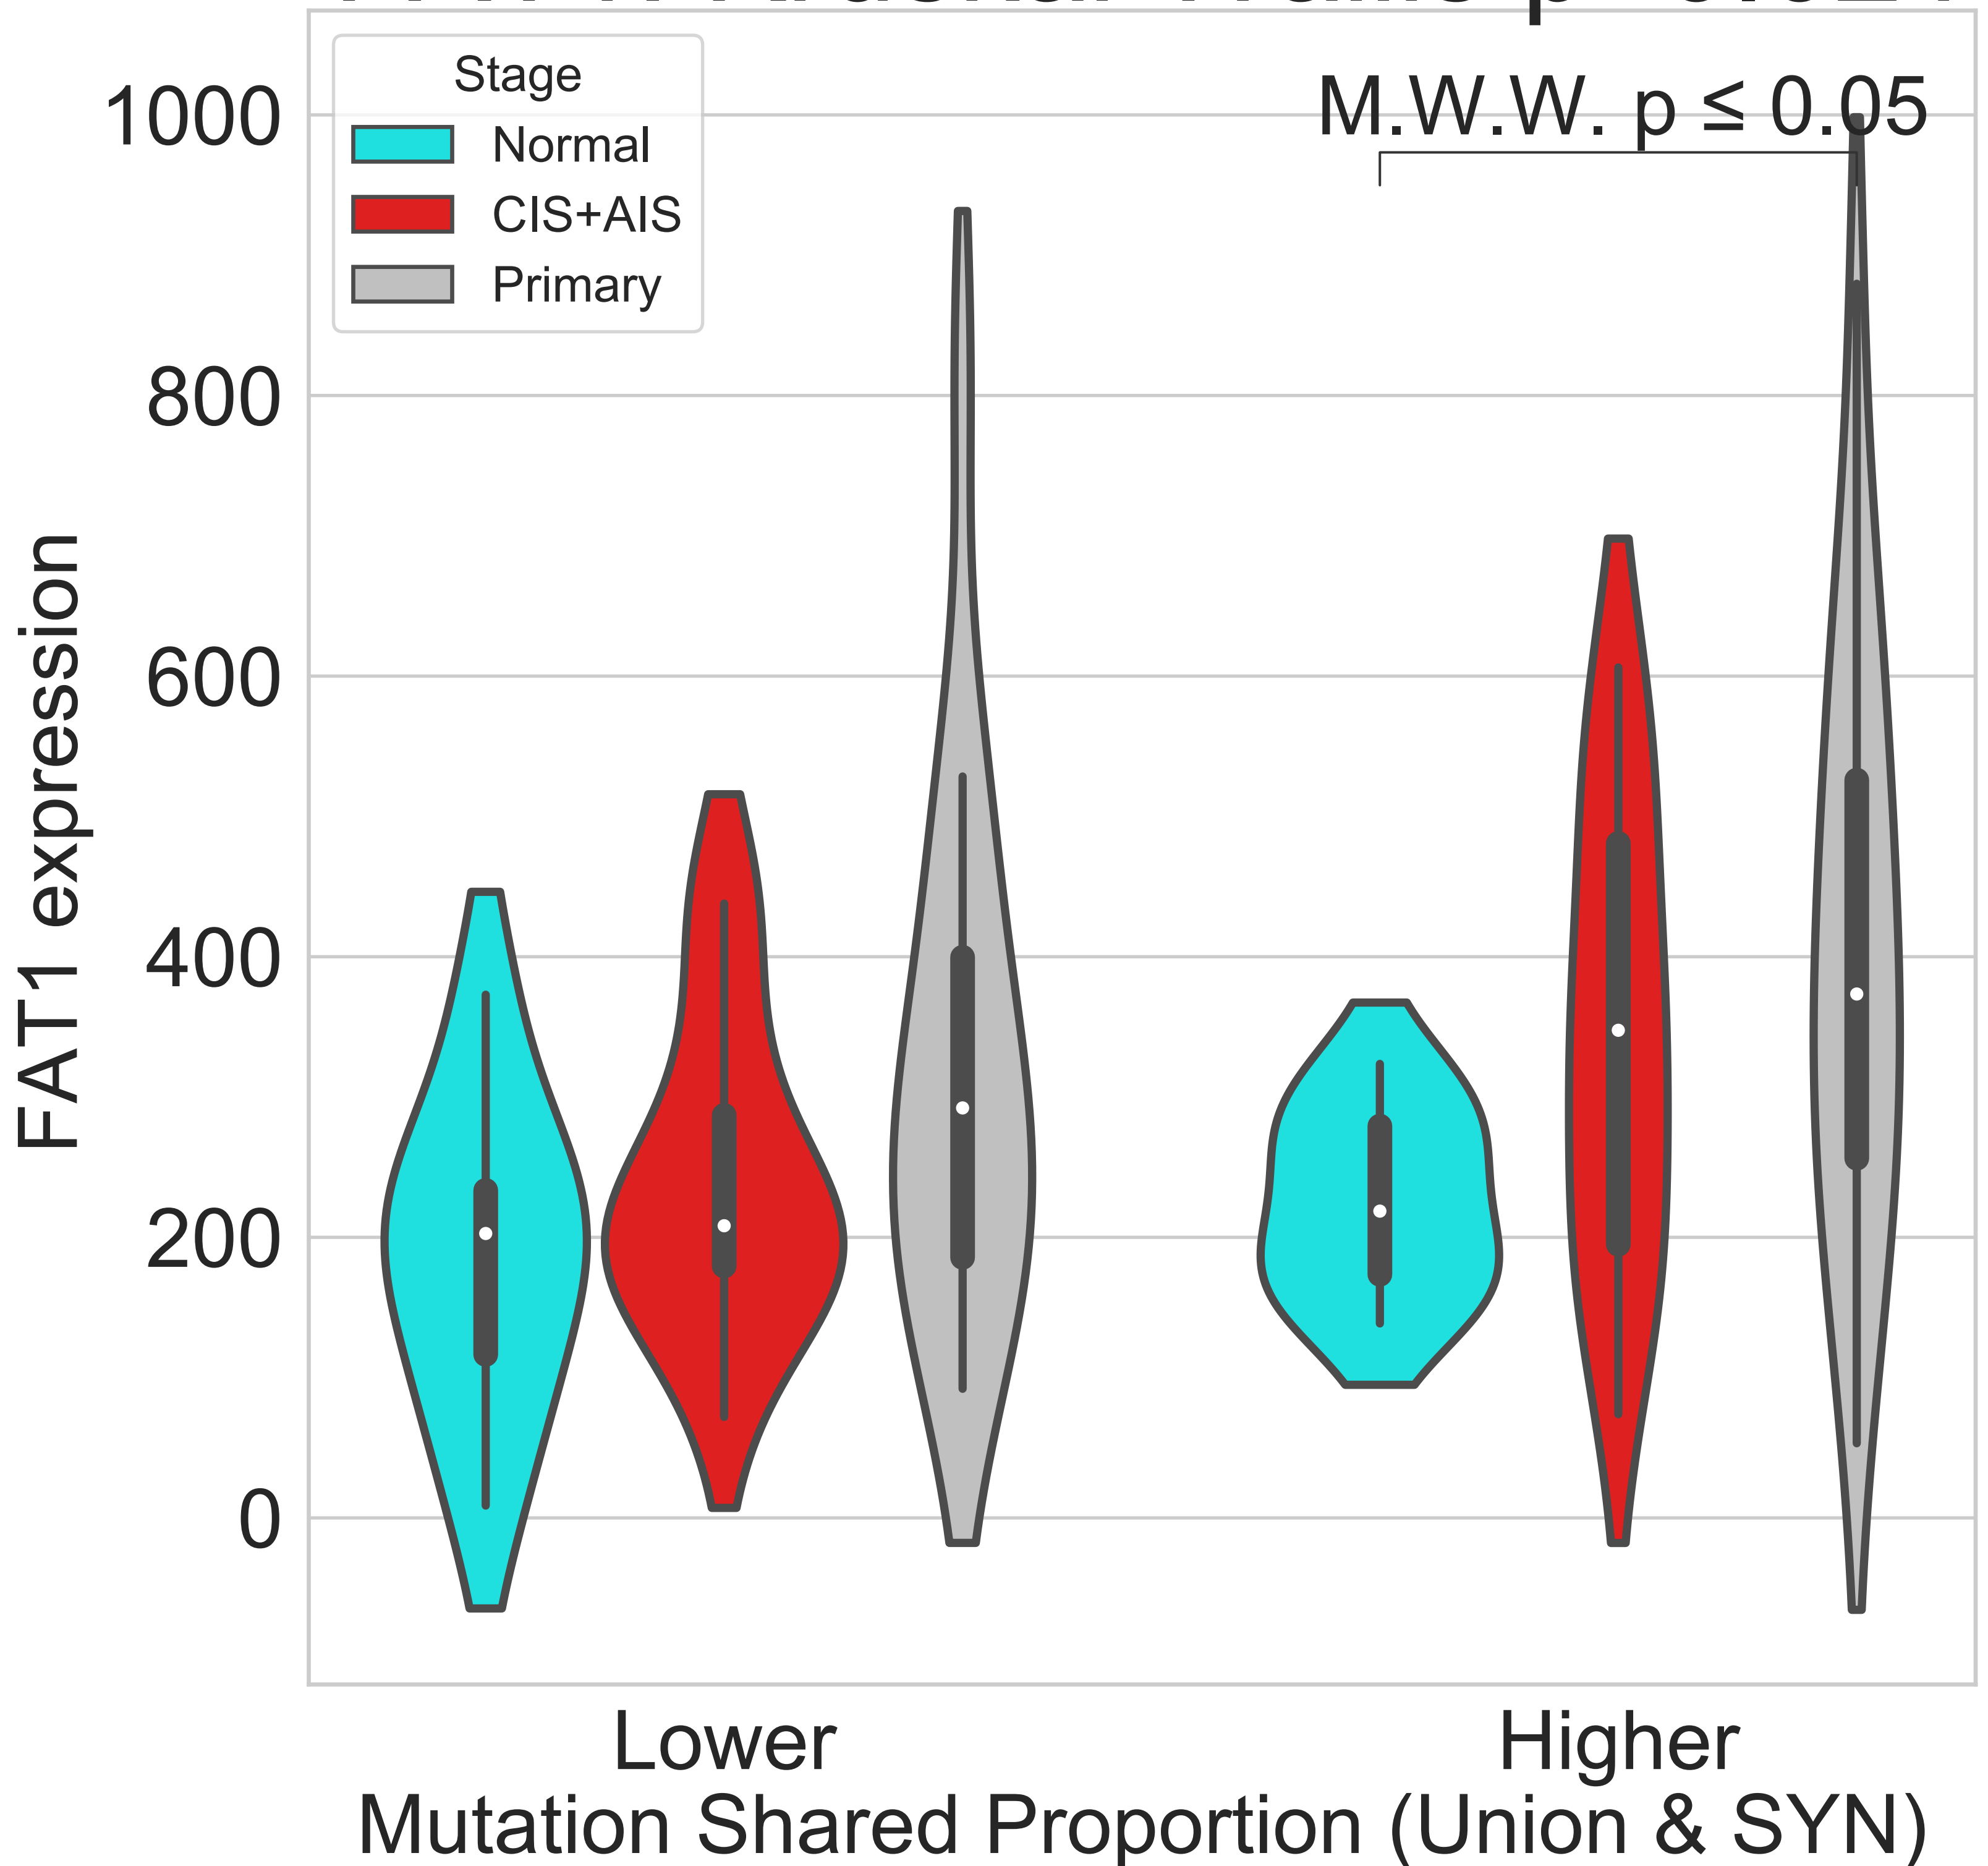 Stage
Normal
CIS+AIS
Primary
M.W.W. p ≤ 0.05
1000
800
600
400
200
0
FAT1 expression
Lower
Higher
Mutation Shared Proportion (Union & SYN)